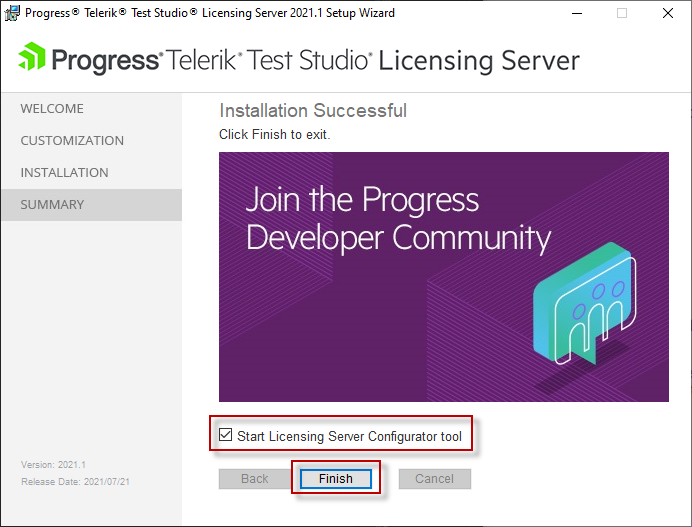 Progress® Telerik® Test Studio® Licensing Server 2021.1 Setup Wizard
Progress® Telerik® Test Studio® Licensing Server
WELCOME
CUSTOMIZATION
INSTALLATION
SUMMARY
Installation Successful
Click Finish to exit.
Join the Progress
Developer Community
Start Licensing Server Configurator tool
Version: 2021.1
Release Date: 2021/07/21
Back
Finish
Cancel